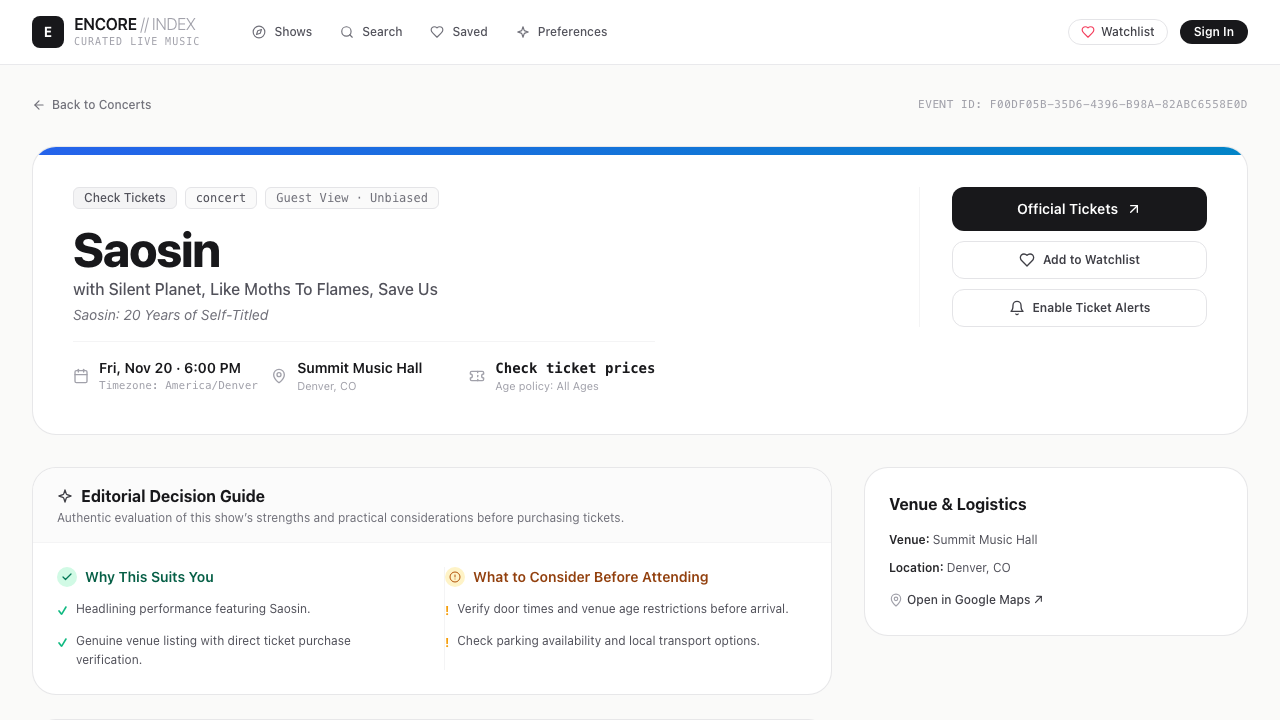 E
ENCORE // INDEX
CURATED LIVE MUSIC
Shows
Search
Saved
Preferences
Watchlist
Sign In
Back to Concerts
EVENT ID: F00DF05B-35D6-4396-B98A-82ABC6558E0D
Check Tickets
concert
Guest View · Unbiased
Saosin
with Silent Planet, Like Moths To Flames, Save Us
Saosin: 20 Years of Self-Titled
Fri, Nov 20 · 6:00 PM
Timezone: America/Denver
Summit Music Hall
Denver, CO
Check ticket prices
Age policy: All Ages
Official Tickets
Add to Watchlist
Enable Ticket Alerts
Editorial Decision Guide
Authentic evaluation of this show's strengths and practical considerations before purchasing tickets.
Why This Suits You
Headlining performance featuring Saosin.
Genuine venue listing with direct ticket purchase
verification.
What to Consider Before Attending
! Verify door times and venue age restrictions before arrival.
! Check parking availability and local transport options.
Venue & Logistics
Venue: Summit Music Hall
Location: Denver, CO
Open in Google Maps